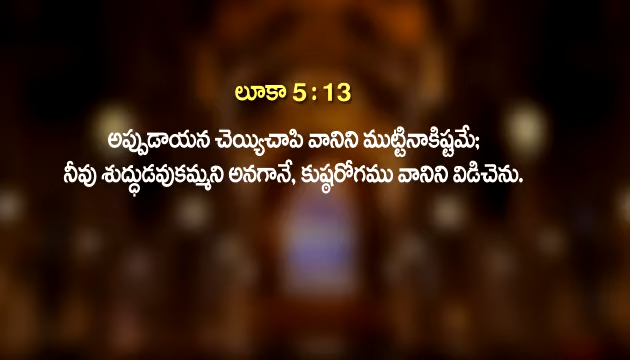 లూకా 5 : 13
అప్పుడాయన చెయ్యిచాపి వానిని ముట్టినాకిష్టమే;
నీవు శుద్ధుడవుకమ్మని అనగానే, కుష్ఠరోగము వానిని విడిచెను.